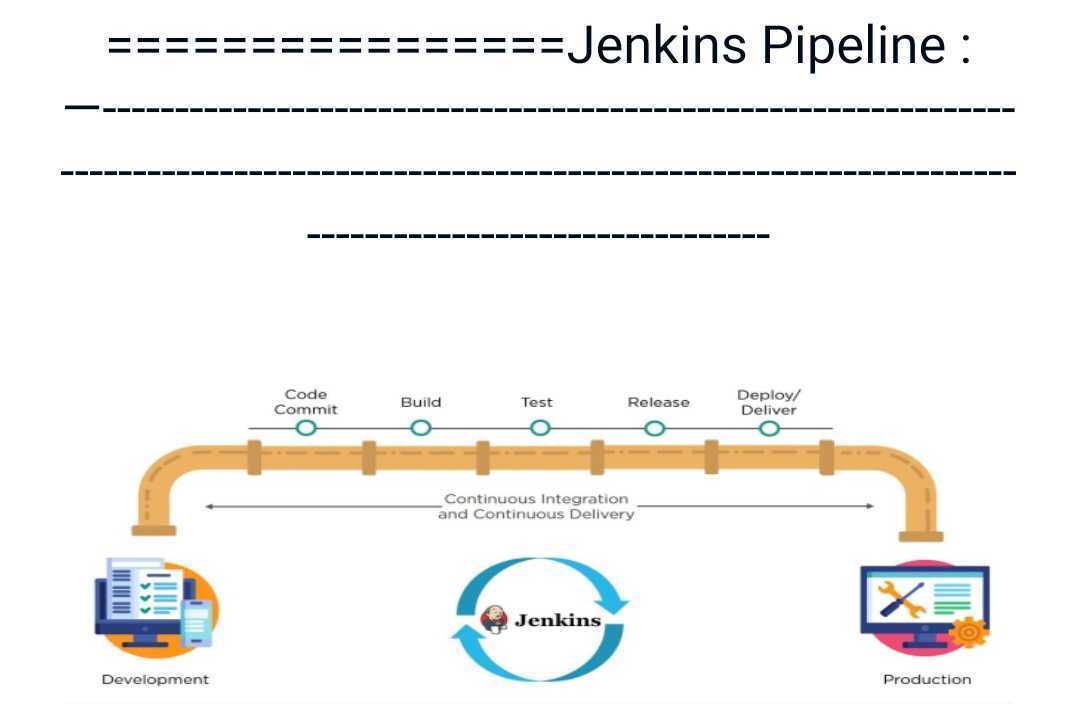 ================Jenkins Pipeline :
—---------------------------------------------------------------
------------------------------------------------------------------
--------------------------------
Code
Commit
Build
Test
Release
Deploy/
Deliver
Continuous Integration
and Continuous Delivery
Jenkins
Development
Production